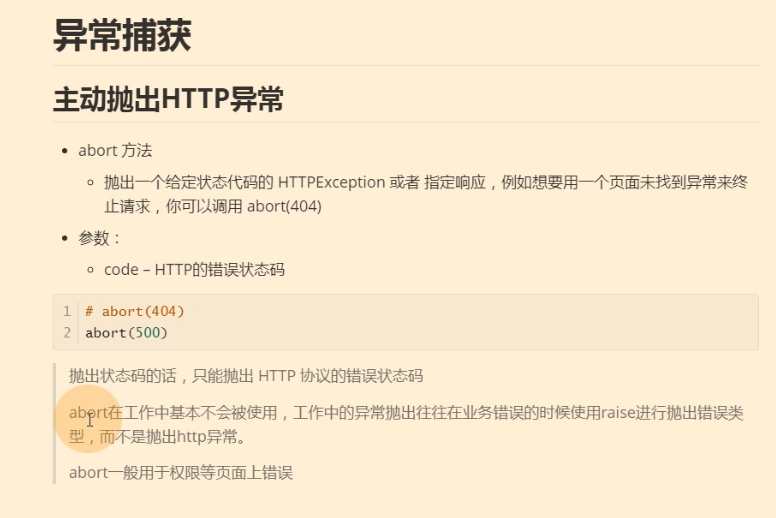 异常捕获
主动抛出HTTP异常
abort 方法
抛出一个给定状态代码的 HTTPException 或者 指定响应，例如想要用一个页面未找到异常来终
止请求，你可以调用 abort(404)
参数：
code – HTTP的错误状态码
1 # abort(404)
2 abort(500)
抛出状态码的话，只能抛出 HTTP 协议的错误状态码
abort在工作中基本不会被使用，工作中的异常抛出往往在业务错误的时候使用raise进行抛出错误类
型，而不是抛出http异常。
abort一般用于权限等页面上错误